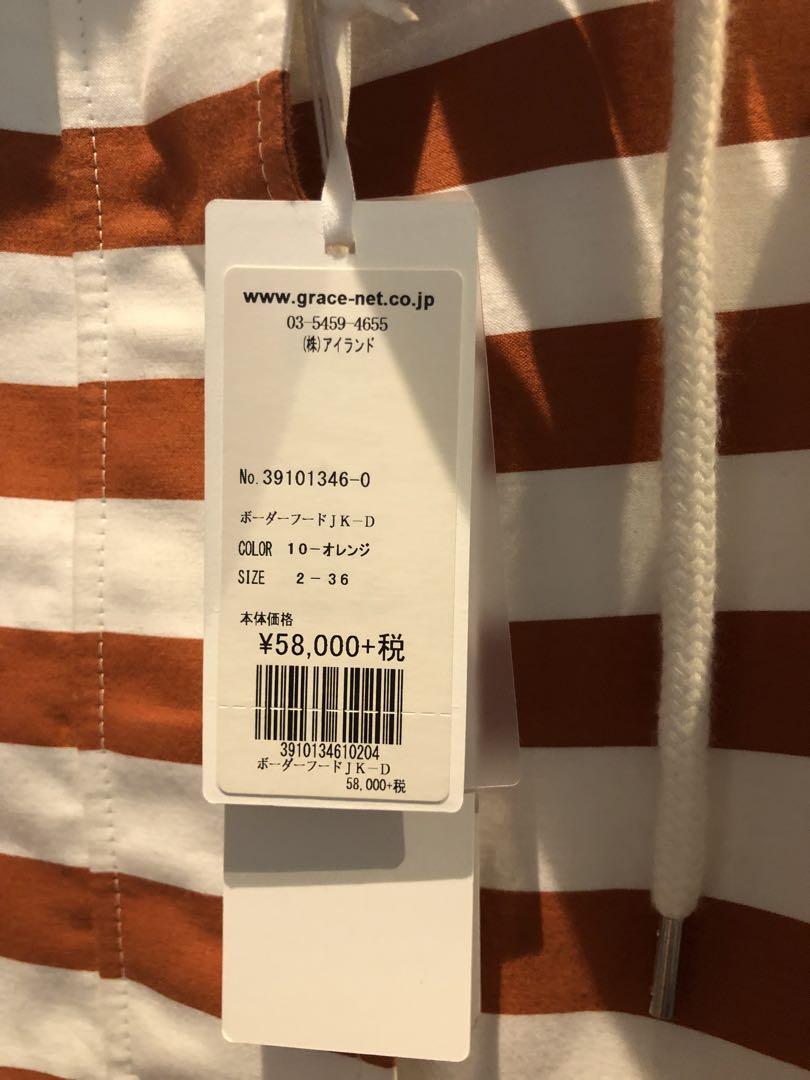 www.grace-net.co.jp
03-5459-4655
(株)アイランド
No.39101346-0
ボーダーフードJK-D
COLOR 10-オレンジ
SIZE 2-36
本体価格
¥58,000+税
3910134610204
ボーダーフードJK-D
58,000+税